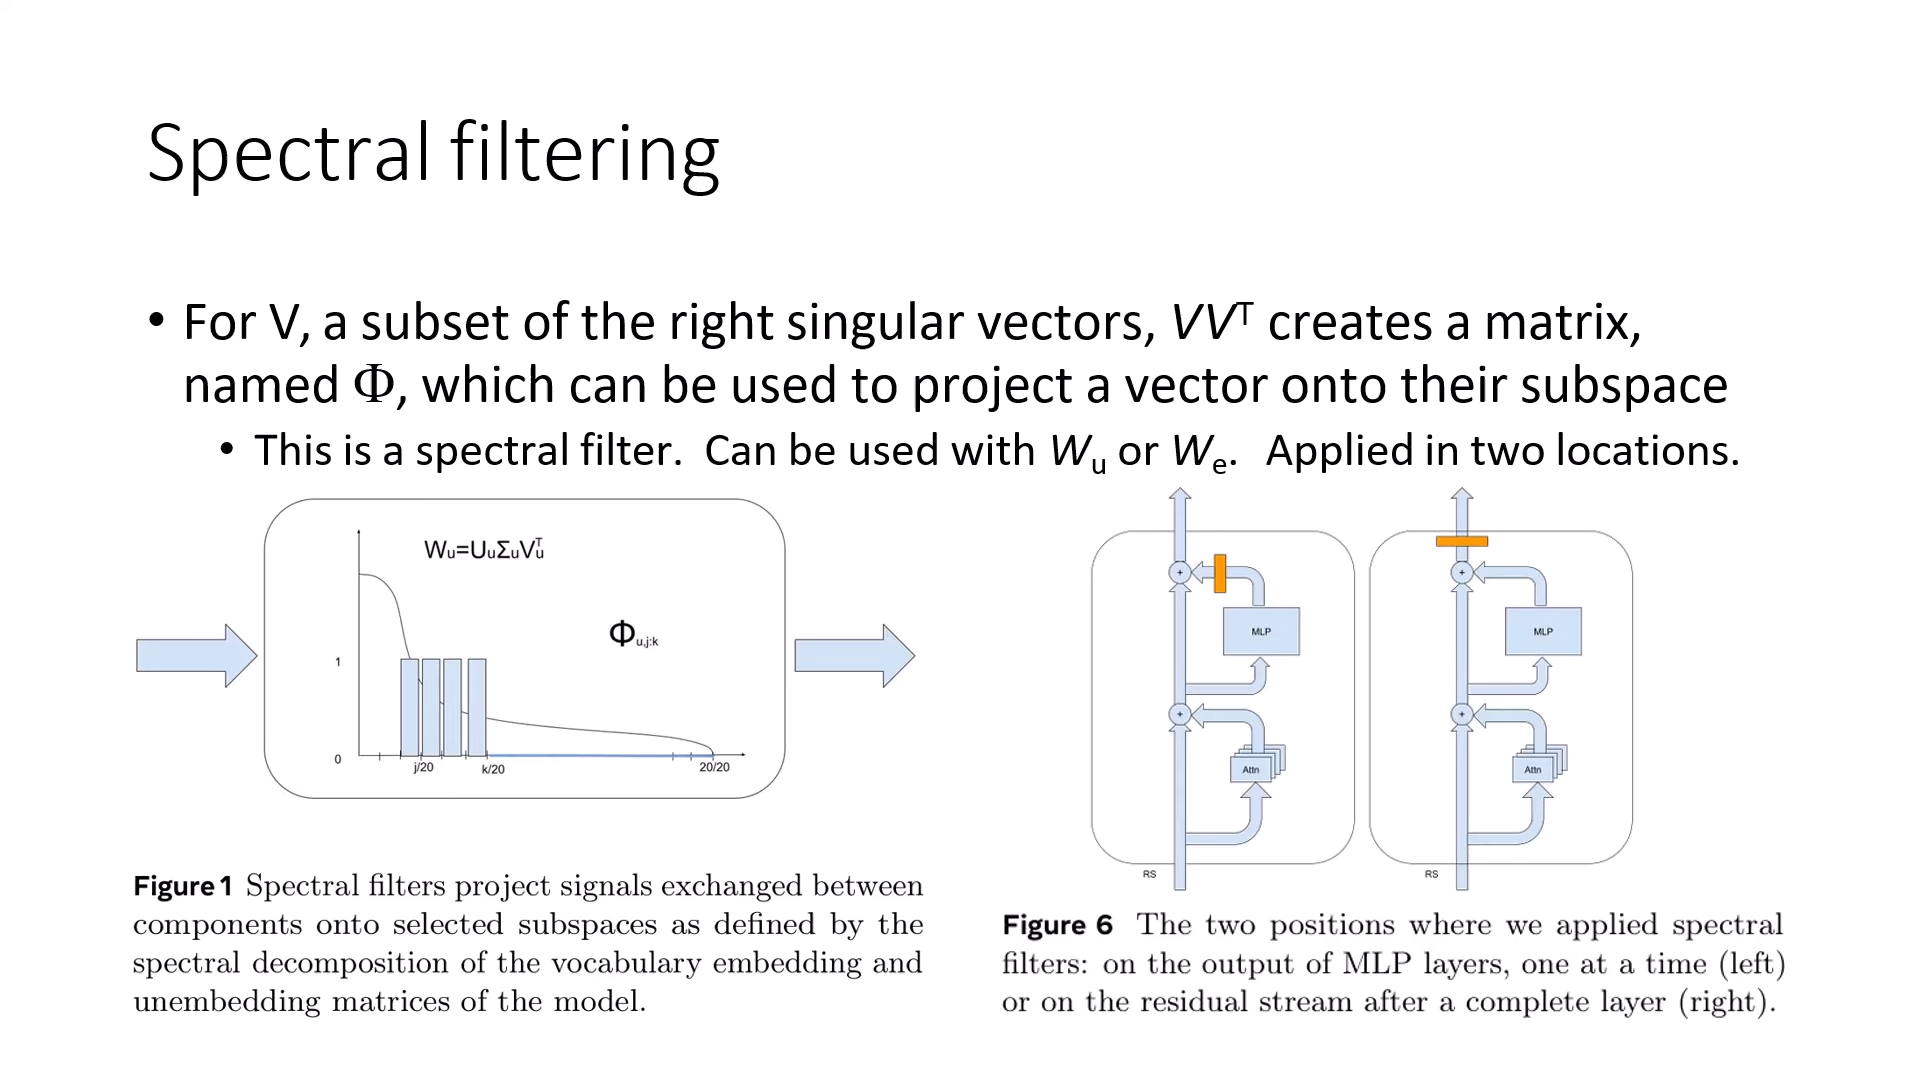 Spectral filtering
• For V, a subset of the right singular vectors, VVᵀ creates a matrix,
named Φ, which can be used to project a vector onto their subspace
• This is a spectral filter.  Can be used with Wᵤ or Wₑ.  Applied in two locations.
Wu=UuΣuVuᵀ
Φu,j:k
1
0
j/20
k/20
20/20
Figure 1 Spectral filters project signals exchanged between
components onto selected subspaces as defined by the
spectral decomposition of the vocabulary embedding and
unembedding matrices of the model.
+
MLP
+
Attn
RS
+
MLP
+
Attn
RS
Figure 6 The two positions where we applied spectral
filters: on the output of MLP layers, one at a time (left)
or on the residual stream after a complete layer (right).